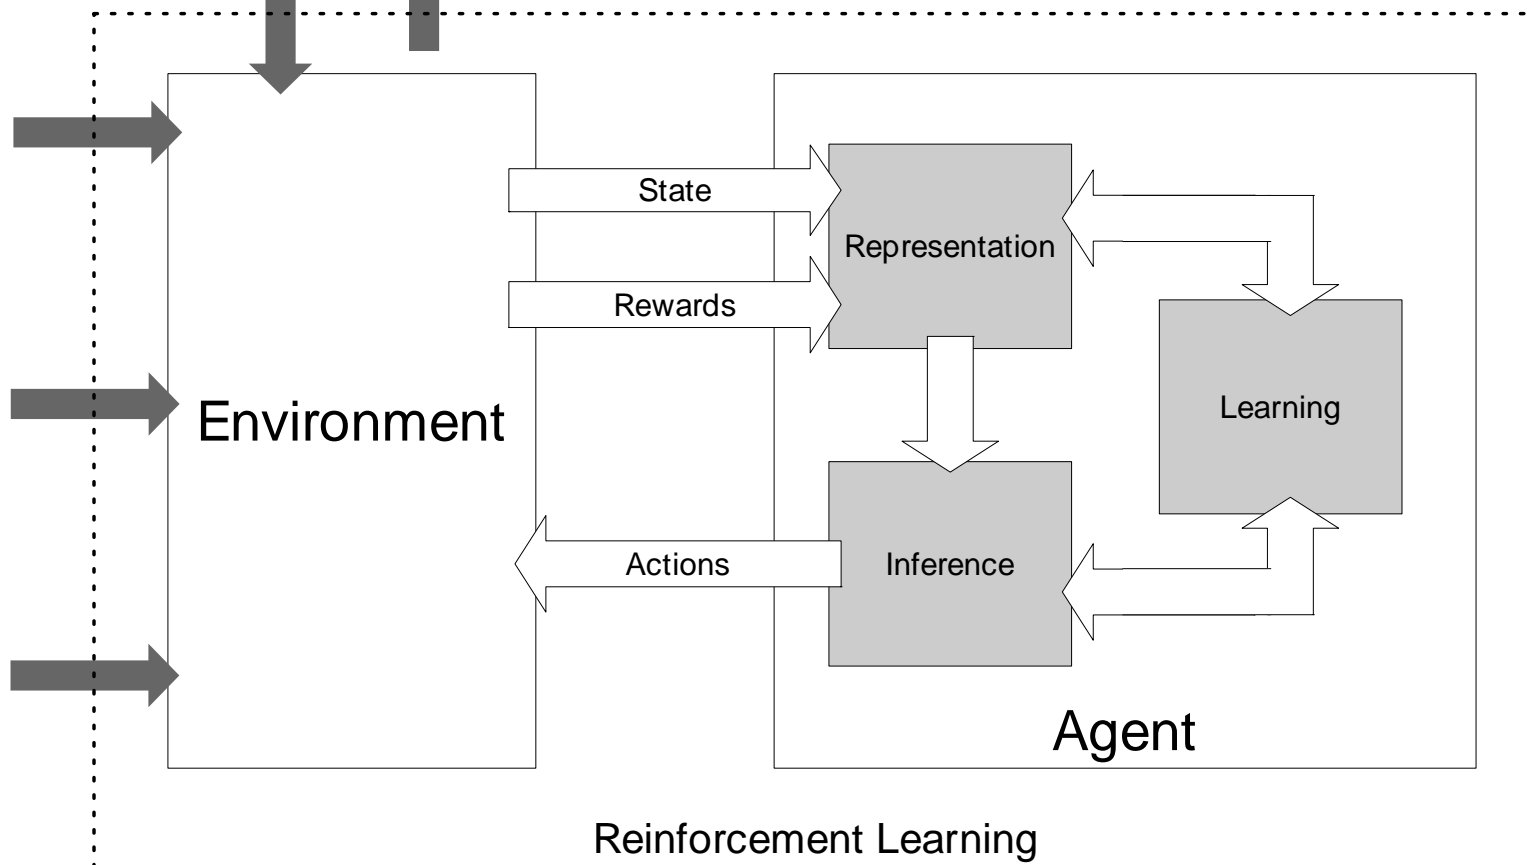 State
Representation
Rewards
Environment
Learning
Actions
Inference
Agent
Reinforcement Learning